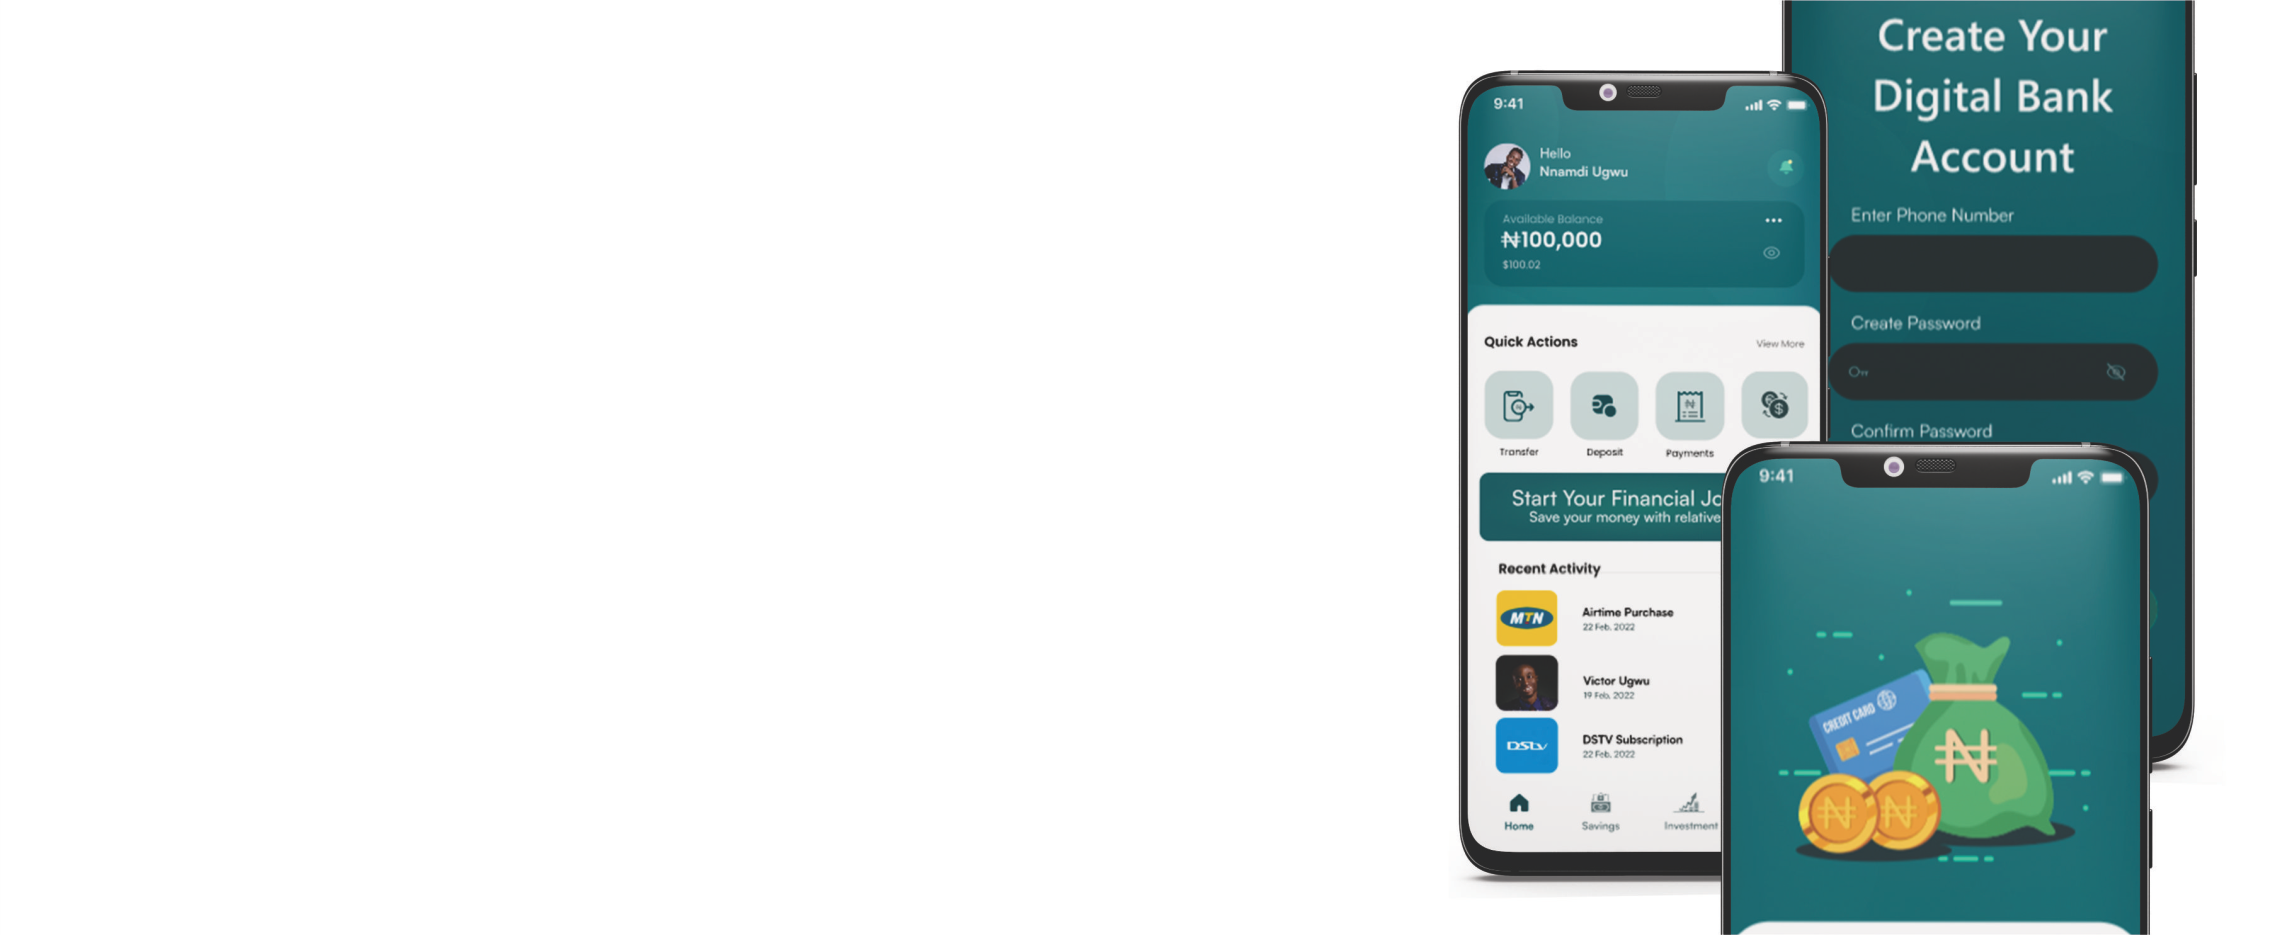 Create Your
Digital Bank
Account
Enter Phone Number
Create Password
Confirm Password
9:41
Hello
Nnamdi Ugwu
Available Balance
₦100,000
$100.02
Quick Actions
View More
Transfer
Deposit
Payments
Start Your Financial Jo
Save your money with relative
Recent Activity
MTN
Airtime Purchase
22 Feb, 2022
Victor Ugwu
19 Feb, 2022
DStv
DSTV Subscription
22 Feb, 2022
Home
Savings
Investment
9:41
CREDIT CARD
₦
₦
₦